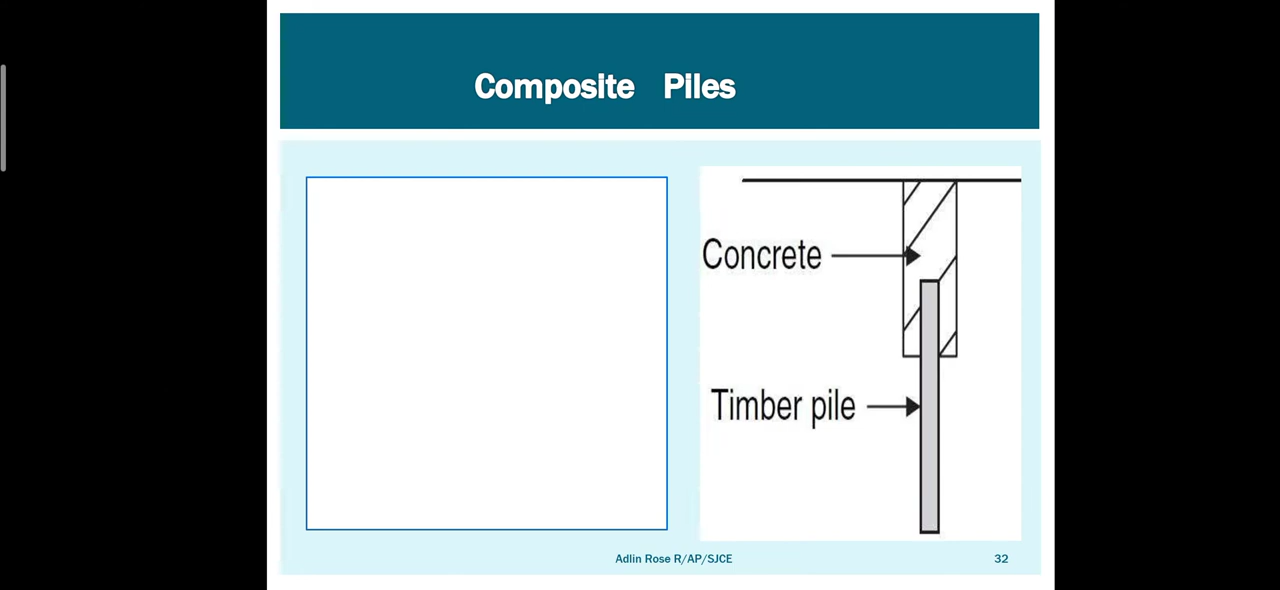 Composite Piles
Concrete
Timber pile
Adlin Rose R/AP/SJCE
32